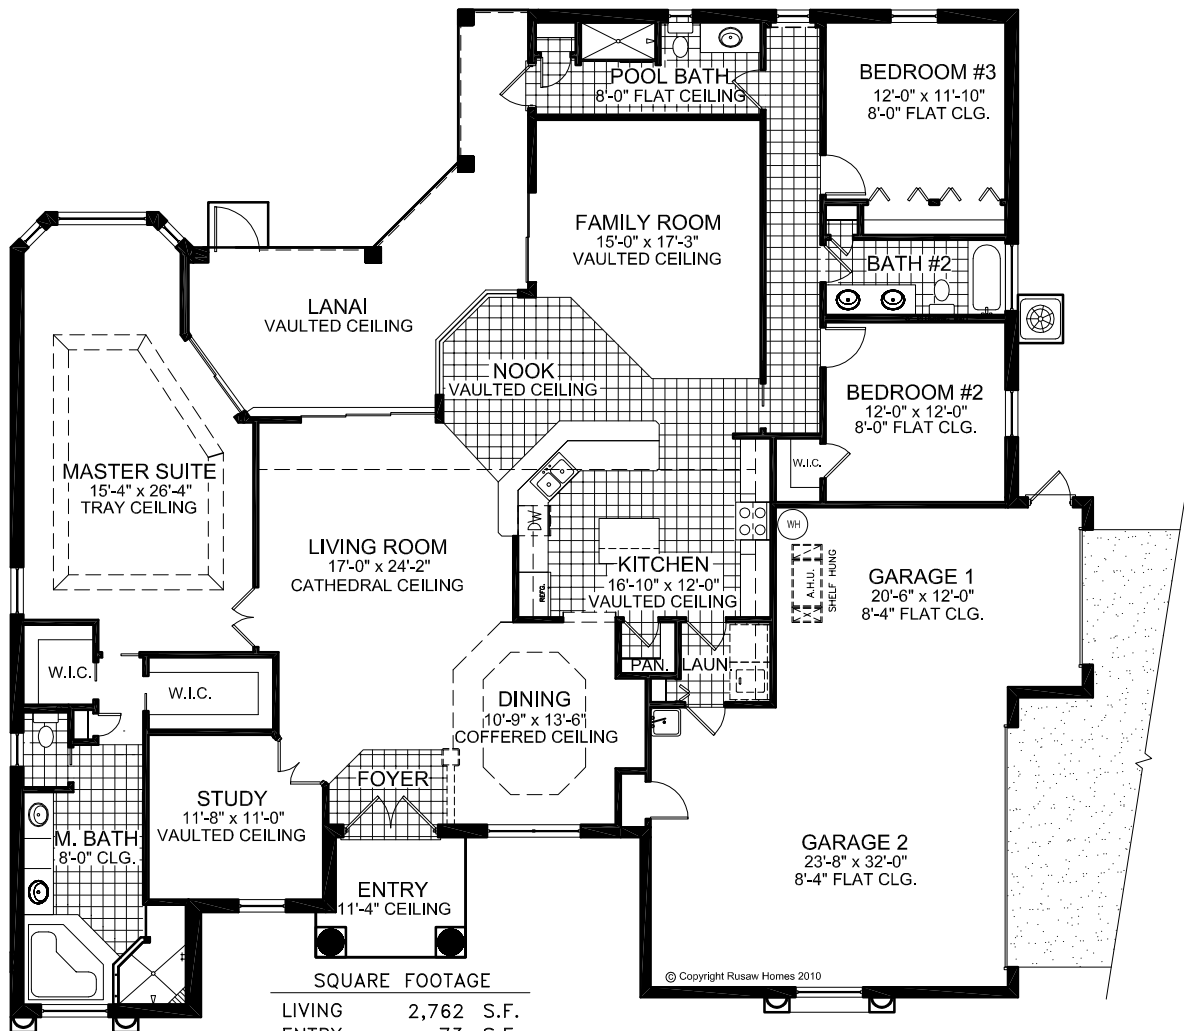 POOL BATH
8'-0" FLAT CEILING
BEDROOM #3
12'-0" x 11'-10"
8'-0" FLAT CLG.
FAMILY ROOM
15'-0" x 17'-3"
VAULTED CEILING
BATH #2
LANAI
VAULTED CEILING
NOOK
VAULTED CEILING
BEDROOM #2
12'-0" x 12'-0"
8'-0" FLAT CLG.
W.I.C.
MASTER SUITE
15'-4" x 26'-4"
TRAY CEILING
LIVING ROOM
17'-0" x 24'-2"
CATHEDRAL CEILING
DW
REFG.
KITCHEN
16'-10" x 12'-0"
VAULTED CEILING
WH
A.H.U.
SHELF HUNG
GARAGE 1
20'-6" x 12'-0"
8'-4" FLAT CLG.
PAN.
LAUN.
W.I.C.
W.I.C.
DINING
10'-9" x 13'-6"
COFFERED CEILING
FOYER
STUDY
11'-8" x 11'-0"
VAULTED CEILING
M. BATH
8'-0" CLG.
GARAGE 2
23'-8" x 32'-0"
8'-4" FLAT CLG.
ENTRY
11'-4" CEILING
© Copyright Rusaw Homes 2010
SQUARE FOOTAGE
LIVING 2,762 S.F.
ENTRY 73 S.F.